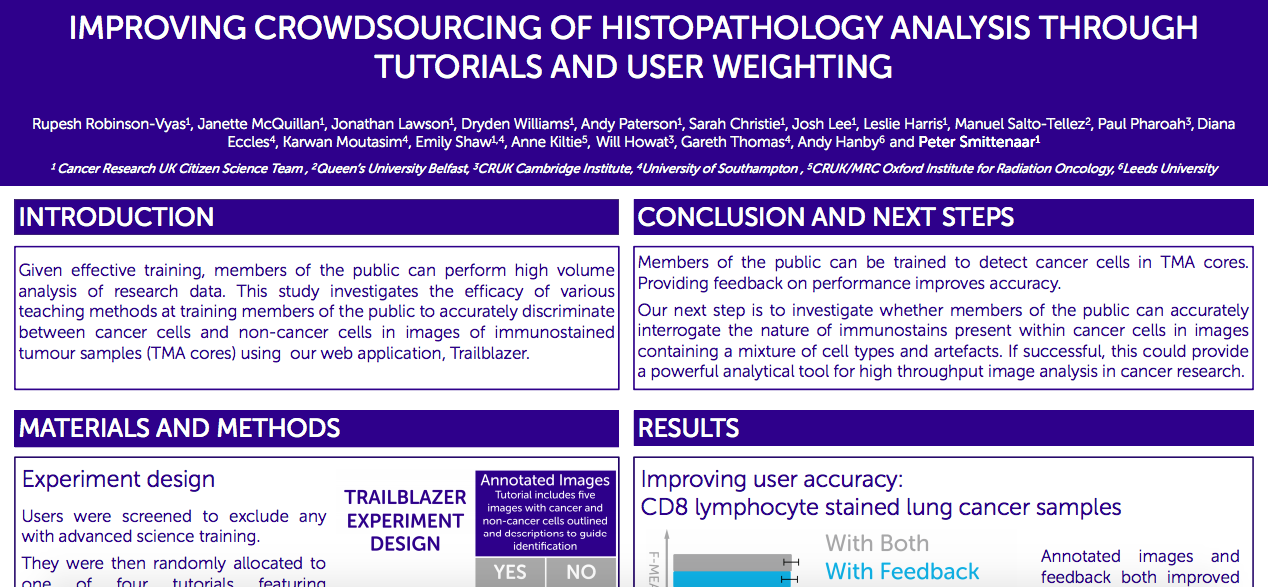 IMPROVING CROWDSOURCING OF HISTOPATHOLOGY ANALYSIS THROUGH
TUTORIALS AND USER WEIGHTING
Rupesh Robinson-Vyas¹, Janette McQuillan¹, Jonathan Lawson¹, Dryden Williams¹, Andy Paterson¹, Sarah Christie¹, Josh Lee¹, Leslie Harris¹, Manuel Salto-Tellez², Paul Pharoah³, Diana
Eccles⁴, Karwan Moutasim⁴, Emily Shaw¹,⁴, Anne Kiltie⁵, Will Howat³, Gareth Thomas⁴, Andy Hanby⁶ and Peter Smittenaar¹
¹ Cancer Research UK Citizen Science Team , ²Queen's University Belfast, ³CRUK Cambridge Institute, ⁴University of Southampton , ⁵CRUK/MRC Oxford Institute for Radiation Oncology, ⁶Leeds University
INTRODUCTION
Given effective training, members of the public can perform high volume
analysis of research data. This study investigates the efficacy of various
teaching methods at training members of the public to accurately discriminate
between cancer cells and non-cancer cells in images of immunostained
tumour samples (TMA cores) using our web application, Trailblazer.
CONCLUSION AND NEXT STEPS
Members of the public can be trained to detect cancer cells in TMA cores.
Providing feedback on performance improves accuracy.
Our next step is to investigate whether members of the public can accurately
interrogate the nature of immunostains present within cancer cells in images
containing a mixture of cell types and artefacts. If successful, this could provide
a powerful analytical tool for high throughput image analysis in cancer research.
MATERIALS AND METHODS
Experiment design
Users were screened to exclude any
with advanced science training.
They were then randomly allocated to
one of four tutorials featuring
TRAILBLAZER
EXPERIMENT
DESIGN
Annotated Images
Tutorial includes five
images with cancer and
non-cancer cells outlined
and descriptions to guide
identification
YES
NO
RESULTS
Improving user accuracy:
CD8 lymphocyte stained lung cancer samples
F-MEA
With Both
With Feedback
Annotated images and
feedback both improved